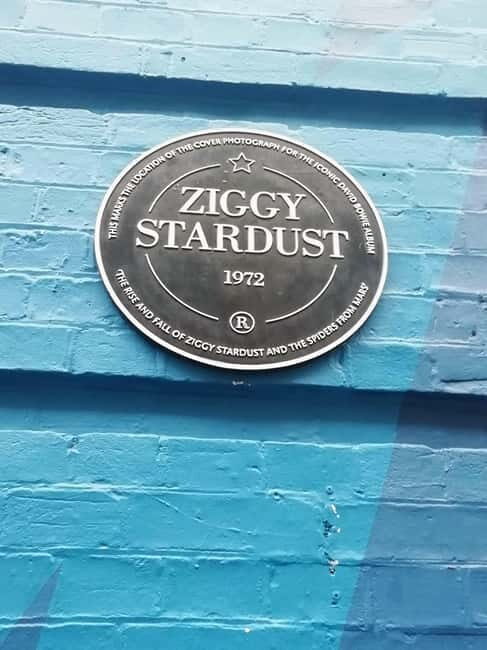 THIS MARKS THE LOCATION OF THE COVER PHOTOGRAPH FOR THE ICONIC DAVID BOWIE ALBUM
ZIGGY
STARDUST
1972
®
'THE RISE AND FALL OF ZIGGY STARDUST AND THE SPIDERS FROM MARS'